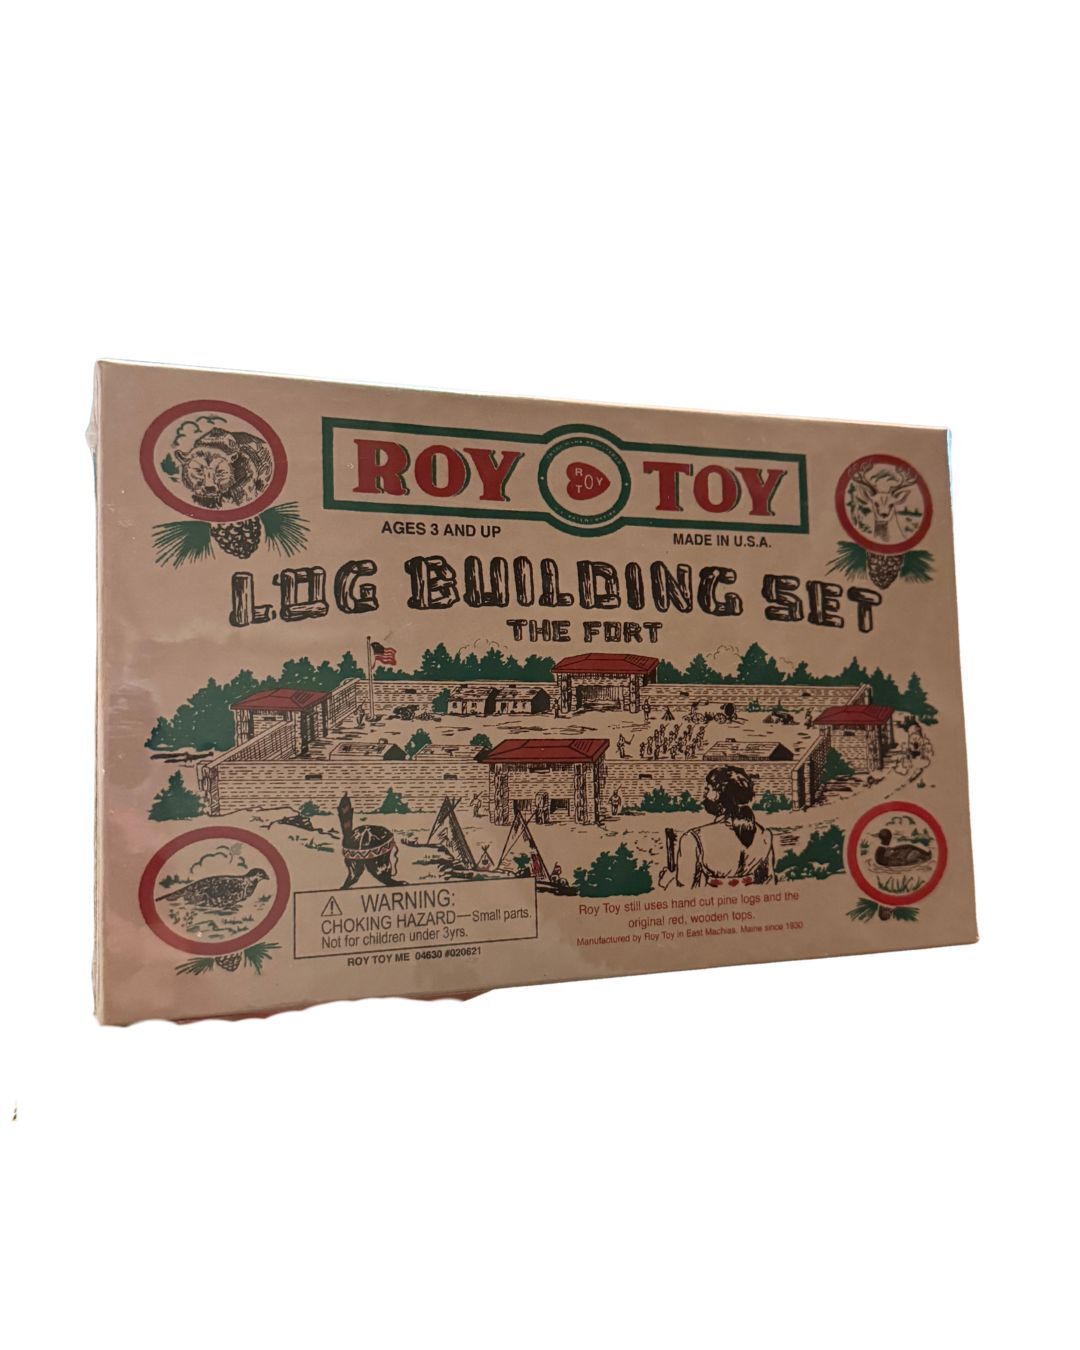 ROY TOY
R
TOY
AGES 3 AND UP
MADE IN U.S.A.
LOG BUILDING SET
THE FORT
WARNING:
CHOKING HAZARD—Small parts.
Not for children under 3yrs.
ROY TOY ME 04630 #020621
Roy Toy still uses hand cut pine logs and the
original red, wooden tops.
Manufactured by Roy Toy in East Machias, Maine since 1930